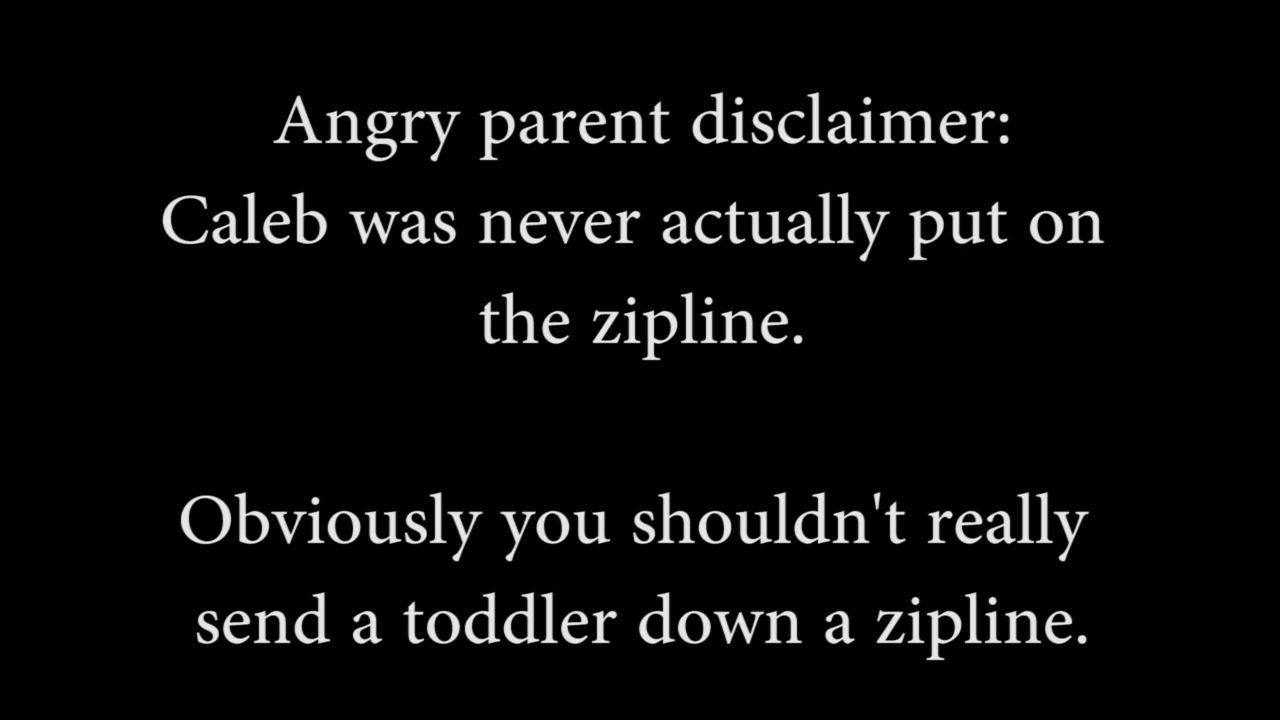 Angry parent disclaimer:
Caleb was never actually put on
the zipline.
Obviously you shouldn't really
send a toddler down a zipline.